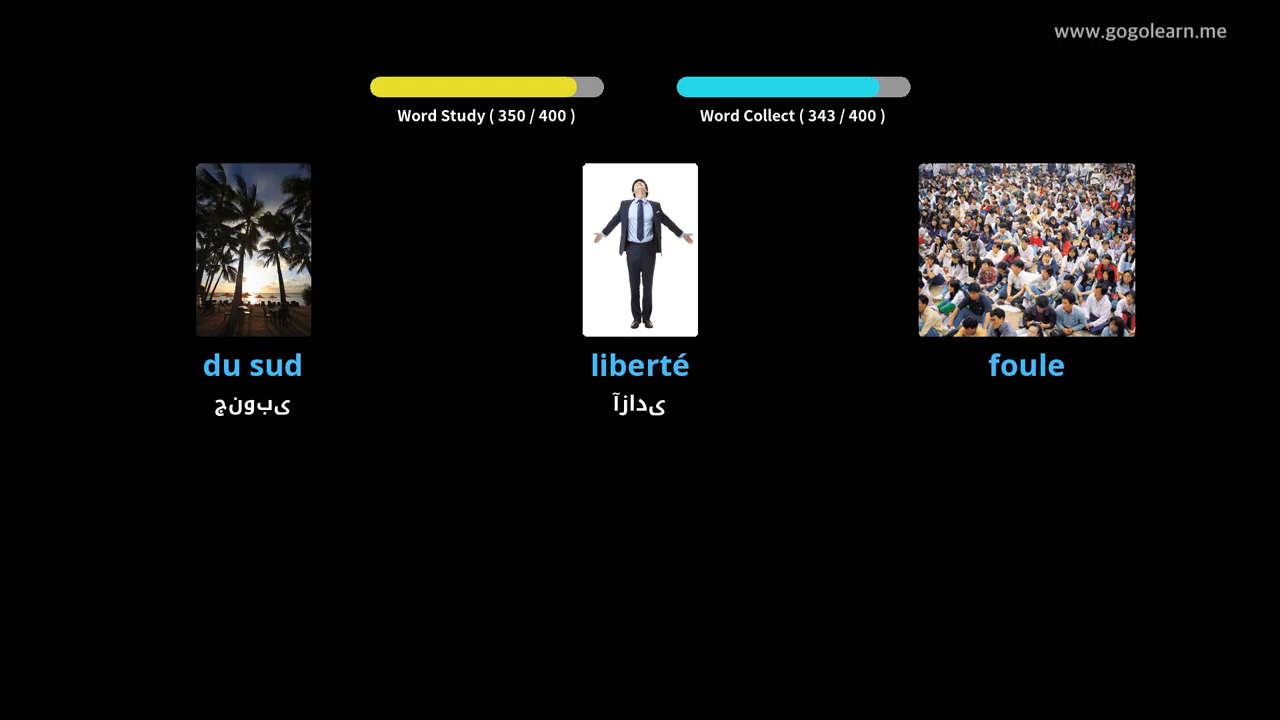 www.gogolearn.me
Word Study ( 350 / 400 )
Word Collect ( 343 / 400 )
du sud
جنوبی
liberté
آزادی
foule